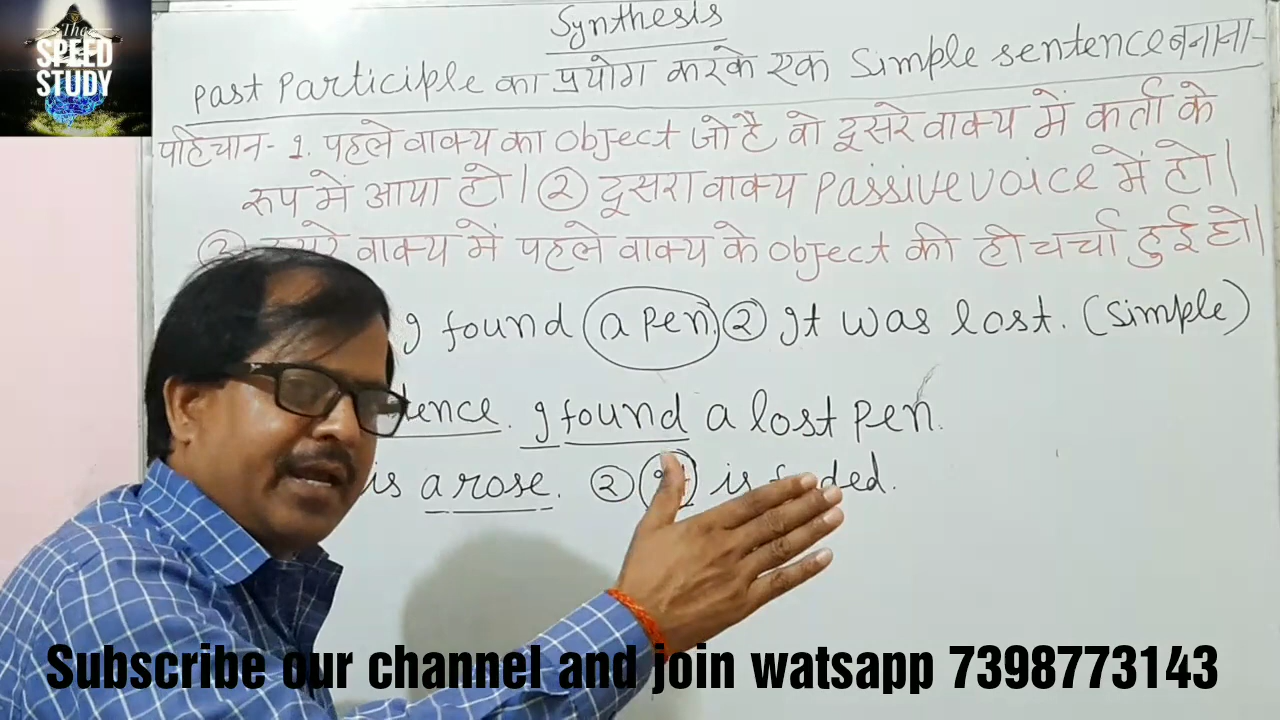 The
SPEED
STUDY
Synthesis
Past Participle का प्रयोग करके एक Simple sentence बनाना-
पहिचान- 1. पहले वाक्य का object जो है वो दूसरे वाक्य में कर्ता के
रूप में आया हो। ② दूसरा वाक्य Passive voice में हो।
वाक्य में पहले वाक्य के object की ही चर्चा हुई हो।
I found a pen. ② It was lost. (Simple)
I found a lost pen.
is a rose. ② is
Subscribe our channel and join watsapp 7398773143